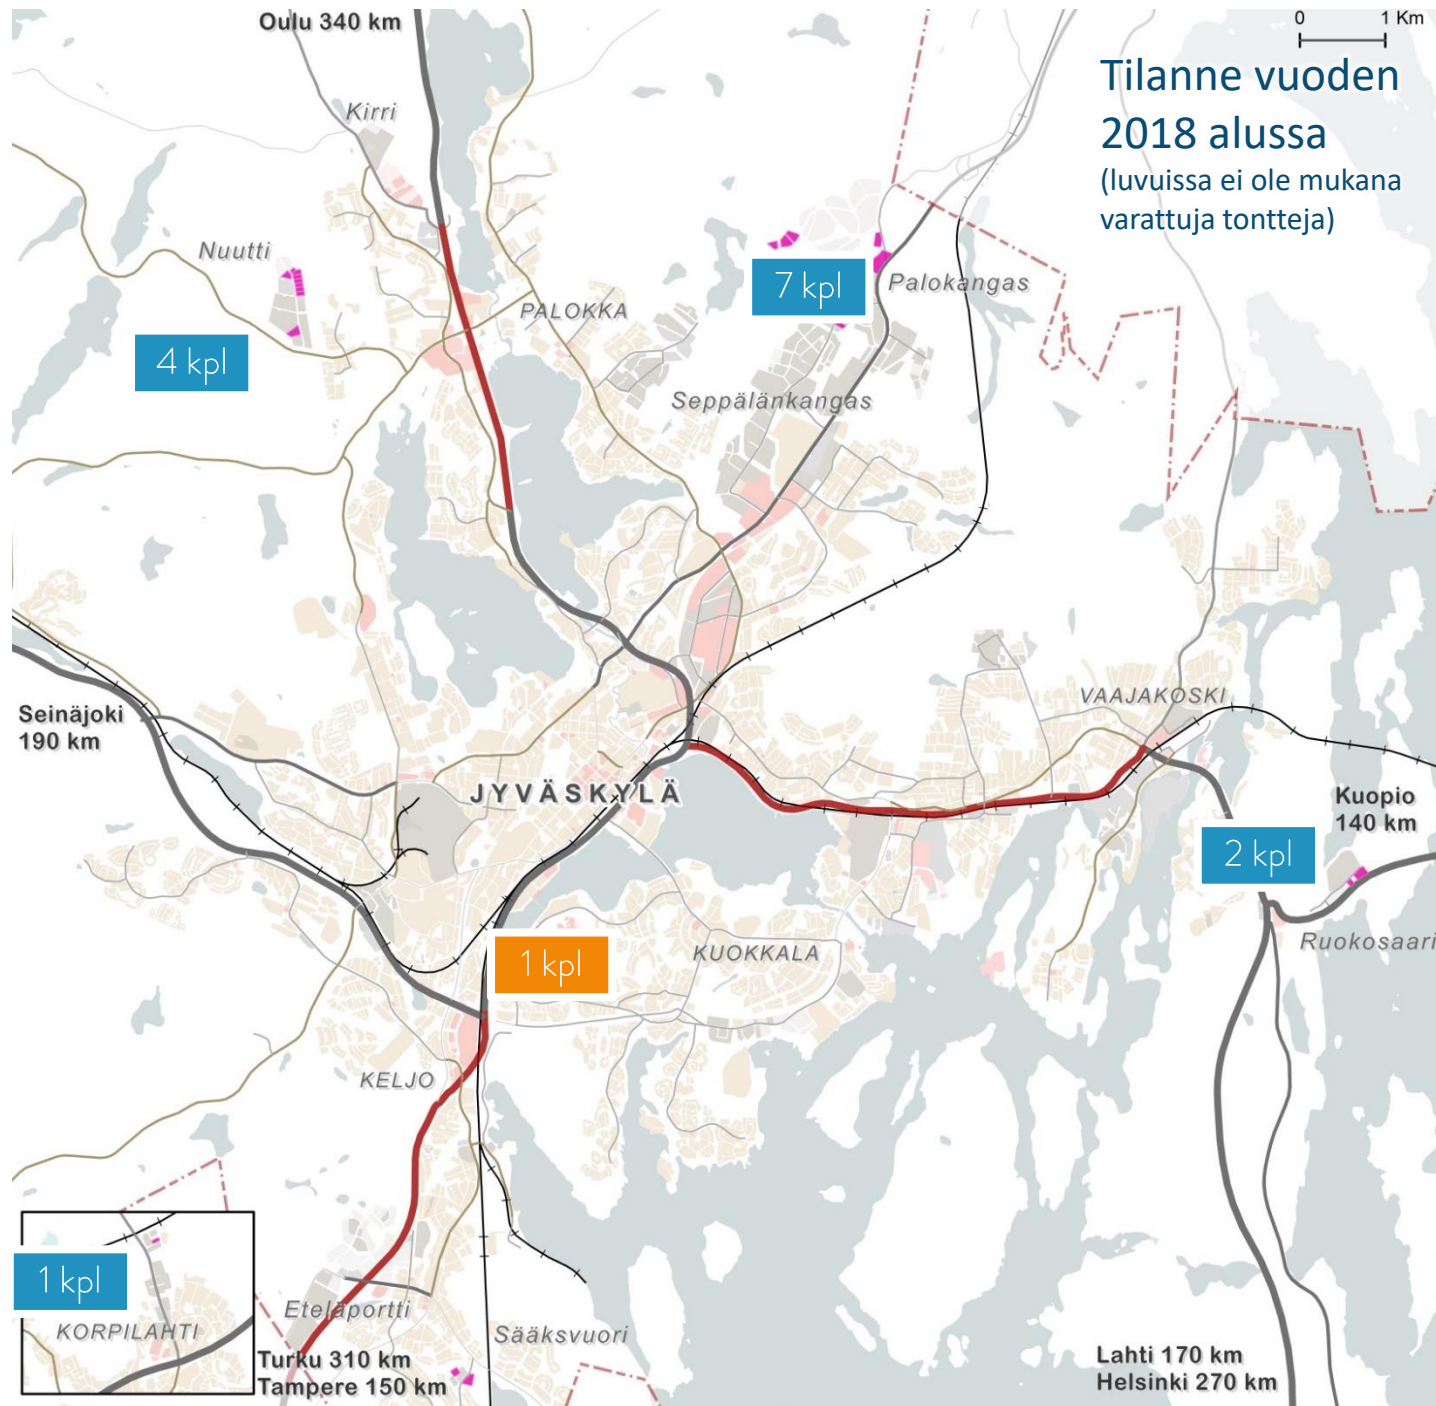 Oulu 340 km
0 1 Km
Tilanne vuoden
2018 alussa
(luvuissa ei ole mukana
varattuja tontteja)
Kirri
Nuutti
7 kpl
Palokangas
PALOKKA
4 kpl
Seppälänkangas
VAAJAKOSKI
Seinäjoki
190 km
JYVÄSKYLÄ
Kuopio
140 km
2 kpl
Ruokosaari
KUOKKALA
1 kpl
KELJO
1 kpl
KORPILAHTI
Eteläportti
Sääksvuori
Turku 310 km
Tampere 150 km
Lahti 170 km
Helsinki 270 km